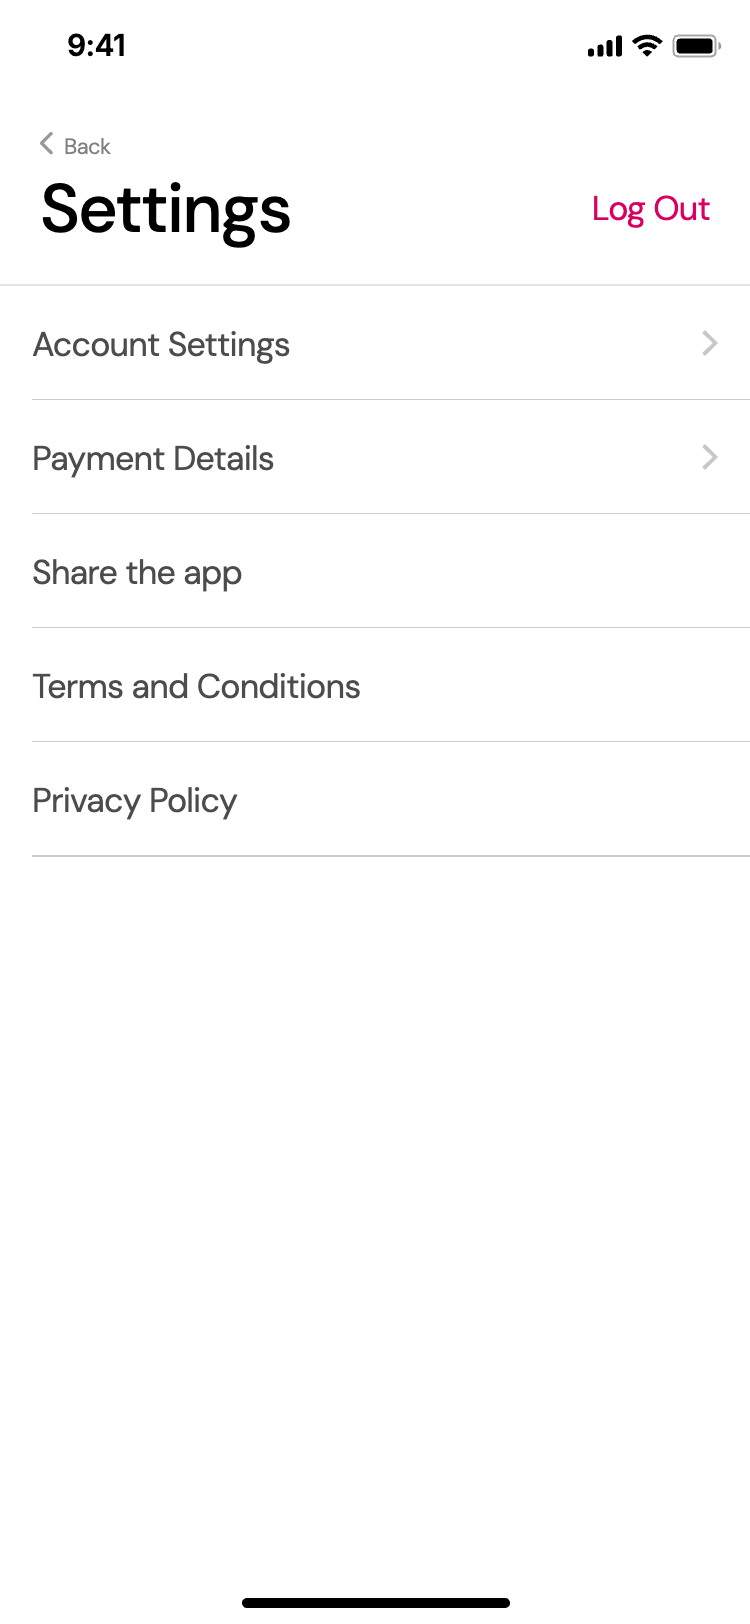 9:41
Back
Settings
Log Out
Account Settings
Payment Details
Share the app
Terms and Conditions
Privacy Policy